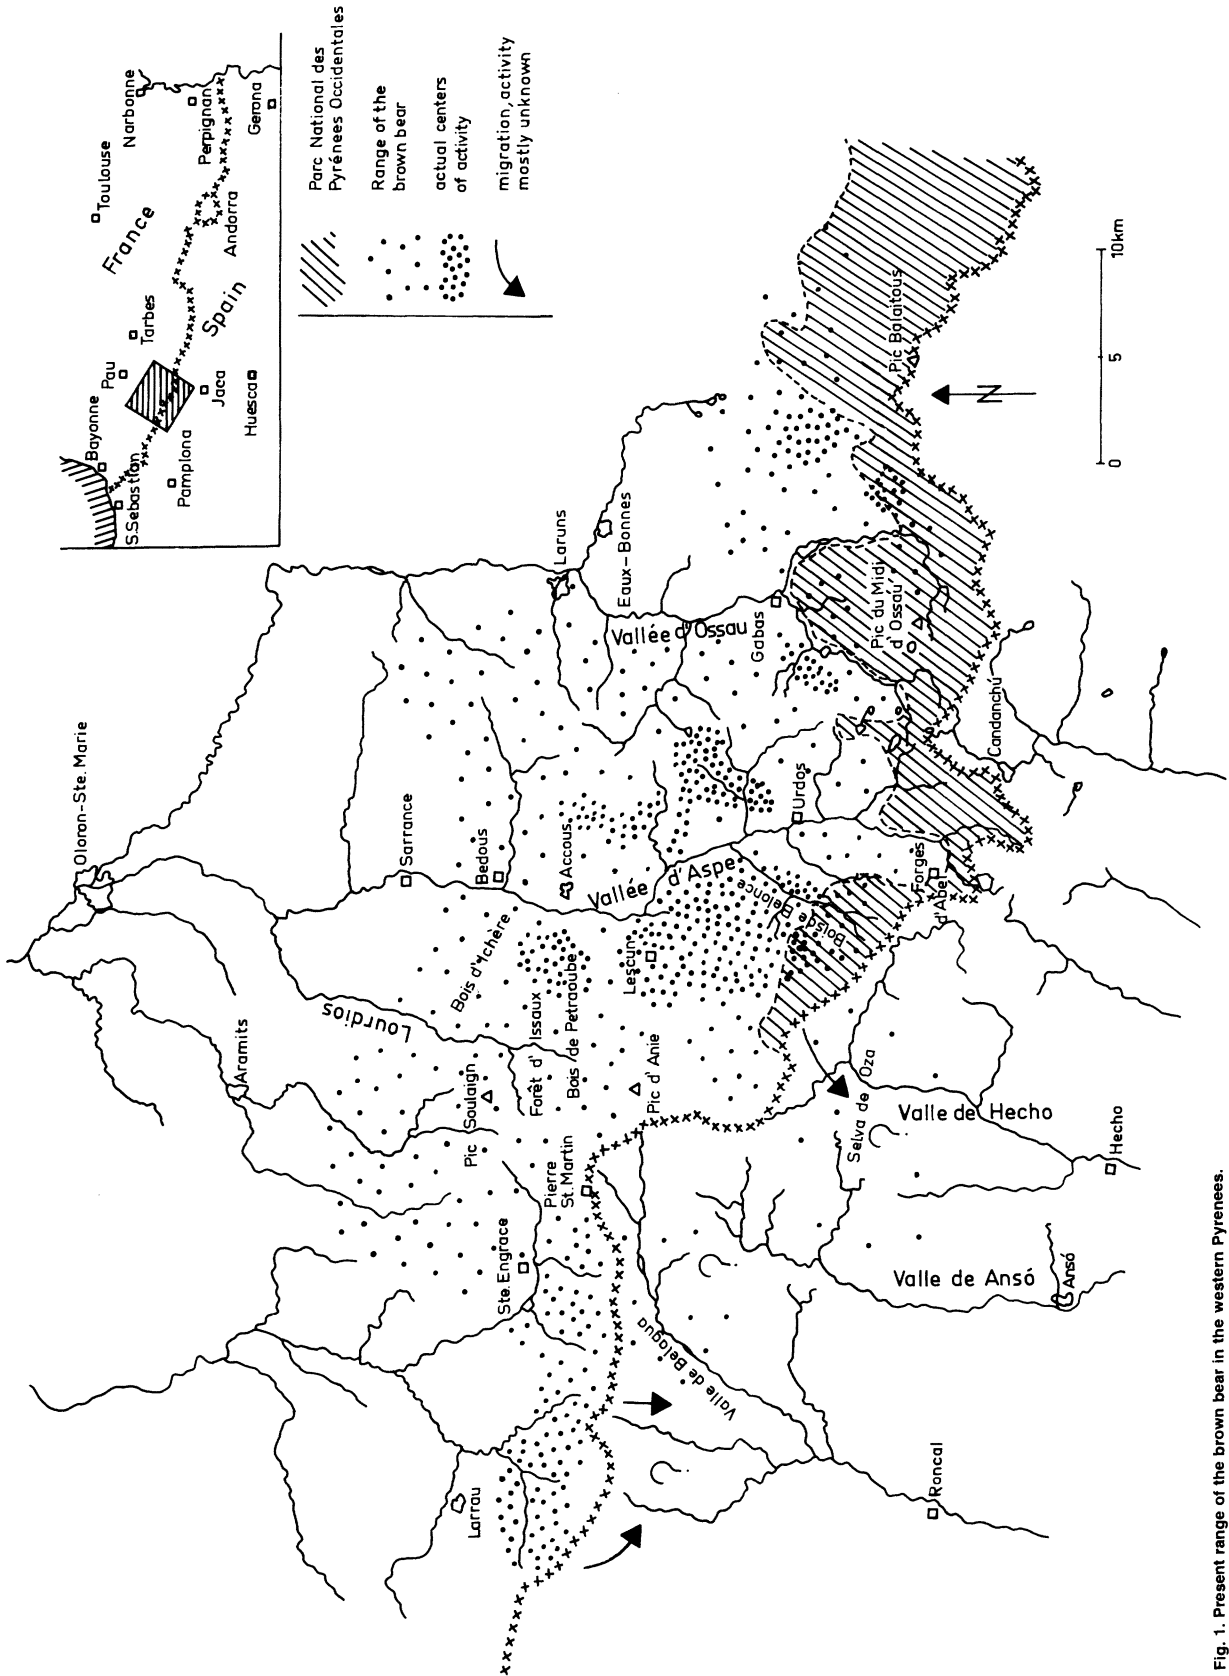 Bayonne
S.Sebastian
Pamplona
Pau
Tarbes
Toulouse
Narbonne
Perpignan
Gerona
Andorra
France
Spain
Jaca
Huesca
Parc National des
Pyrénees Occidentales
Range of the
brown bear
actual centers
of activity
migration, activity
mostly unknown
Oloron-Ste. Marie
Aramits
Lourdios
Sarrance
Bedous
Accous
Bois d'Ichère
Forêt d' Issaux
Bois de Petraoube
Lescun
Vallée d'Aspe
Bois de Belonce
Urdos
Forges
d'Abel
Laruns
Eaux-Bonnes
Vallée d'Ossau
Gabas
Pic du Midi
d' Ossau
Pic Balaitous
Candanchú
Pic Soulaign
Pic d' Anie
Pierre
St. Martin
Ste. Engrace
Larrau
Valle de Belagua
Roncal
Valle de Ansó
Ansó
Selva de Oza
Valle de Hecho
Hecho
?
?
?
N
0
5
10km
Fig. 1. Present range of the brown bear in the western Pyrenees.